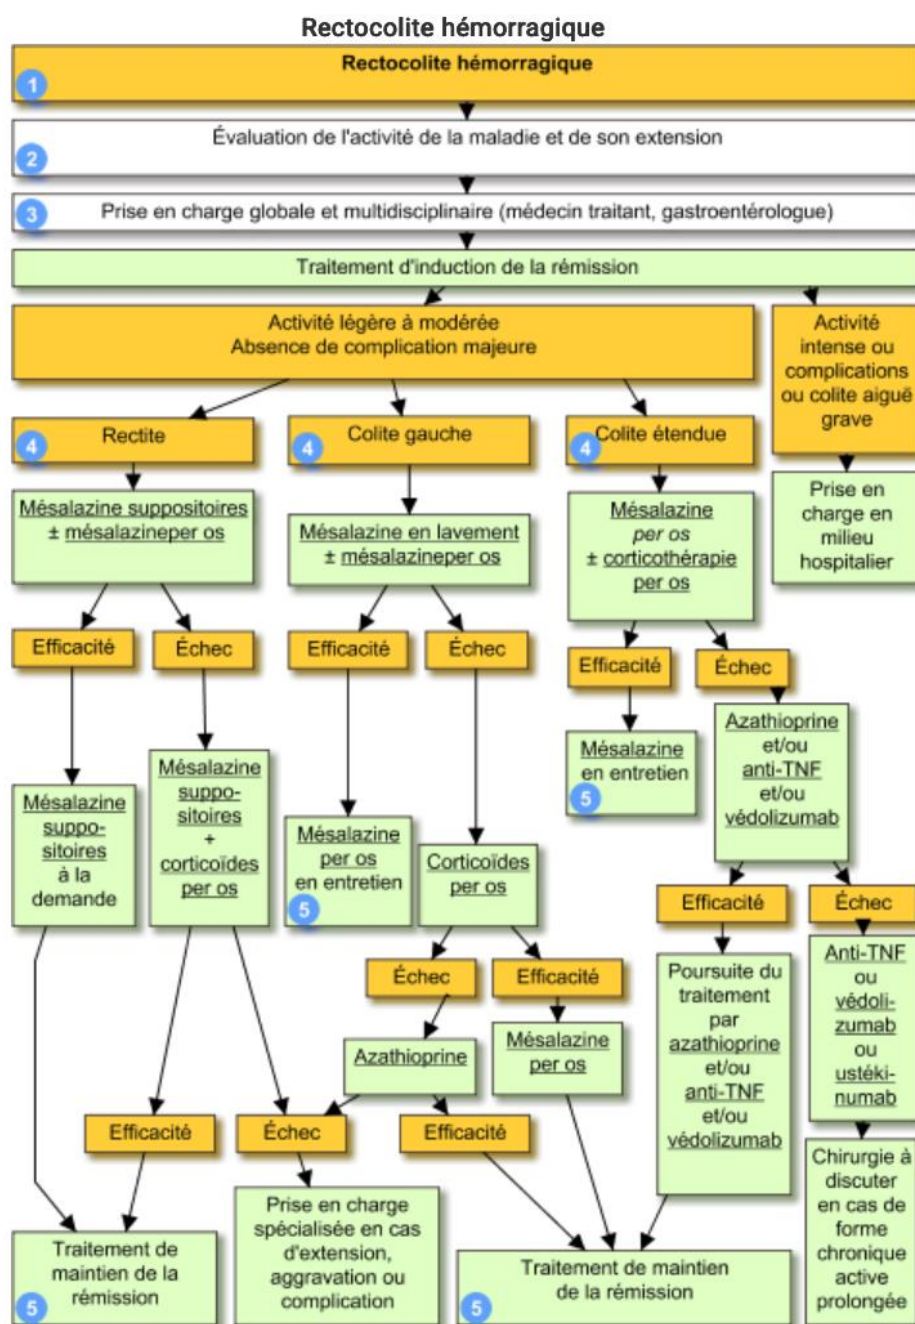 Rectocolite hémorragique
Rectocolite hémorragique
1
Évaluation de l'activité de la maladie et de son extension
2
3
Prise en charge globale et multidisciplinaire (médecin traitant, gastroentérologue)
Traitement d'induction de la rémission
Activité légère à modérée
Absence de complication majeure
Activité
intense ou
complications
ou colite aiguë
grave
4
Rectite
4
Colite gauche
4
Colite étendue
Mésalazine suppositoires
± mésalazineper os
Mésalazine en lavement
± mésalazineper os
Mésalazine
per os
± corticothérapie
per os
Prise en
charge en
milieu
hospitalier
Efficacité
Échec
Efficacité
Échec
Efficacité
Échec
Mésalazine
suppo-
sitoires
à la
demande
Mésalazine
suppo-
sitoires
+
corticoïdes
per os
Mésalazine
per os
en entretien
5
Corticoïdes
per os
Mésalazine
en entretien
5
Azathioprine
et/ou
anti-TNF
et/ou
védolizumab
Efficacité
Échec
Échec
Efficacité
Azathioprine
Mésalazine
per os
Poursuite du
traitement
par
azathioprine
et/ou
anti-TNF
et/ou
védolizumab
Anti-TNF
ou
védoli-
zumab
ou
ustéki-
numab
Efficacité
Échec
Efficacité
Traitement de
maintien de la
rémission
5
Prise en charge
spécialisée en cas
d'extension,
aggravation ou
complication
Traitement de maintien
de la rémission
5
Chirurgie à
discuter
en cas de
forme
chronique
active
prolongée